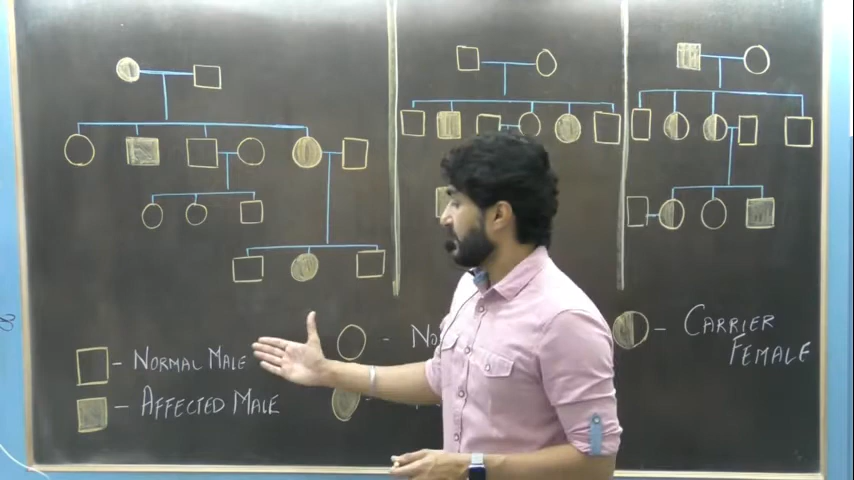 - NORMAL MALE
- AFFECTED MALE
-
- CARRIER
FEMALE